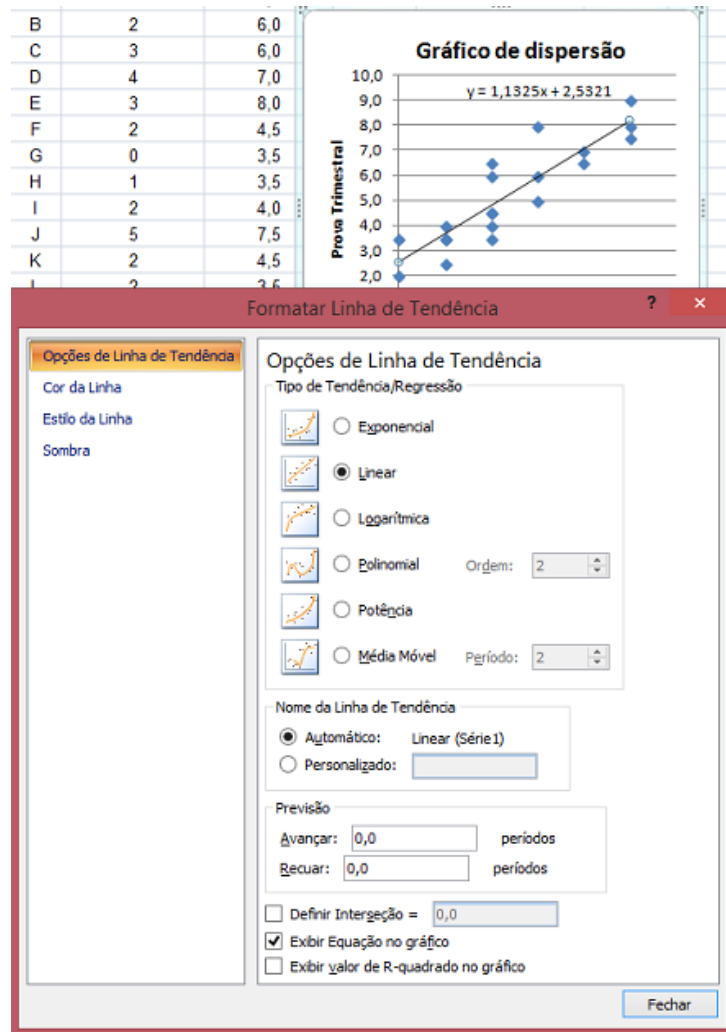 B 2 6,0
C 3 6,0
D 4 7,0
E 3 8,0
F 2 4,5
G 0 3,5
H 1 3,5
I 2 4,0
J 5 7,5
K 2 4,5
L 2 3,5
Gráfico de dispersão
y = 1,1325x + 2,5321
Prova Trimestral
10,0
9,0
8,0
7,0
6,0
5,0
4,0
3,0
2,0
Formatar Linha de Tendência ? ×
Opções de Linha de Tendência
Cor da Linha
Estilo da Linha
Sombra
Opções de Linha de Tendência
Tipo de Tendência/Regressão
Exponencial
Linear
Logarítmica
Polinomial Ordem: 2
Potência
Média Móvel Período: 2
Nome da Linha de Tendência
Automático: Linear (Série1)
Personalizado:
Previsão
Avançar: 0,0 períodos
Recuar: 0,0 períodos
Definir Interseção = 0,0
Exibir Equação no gráfico
Exibir valor de R-quadrado no gráfico
Fechar